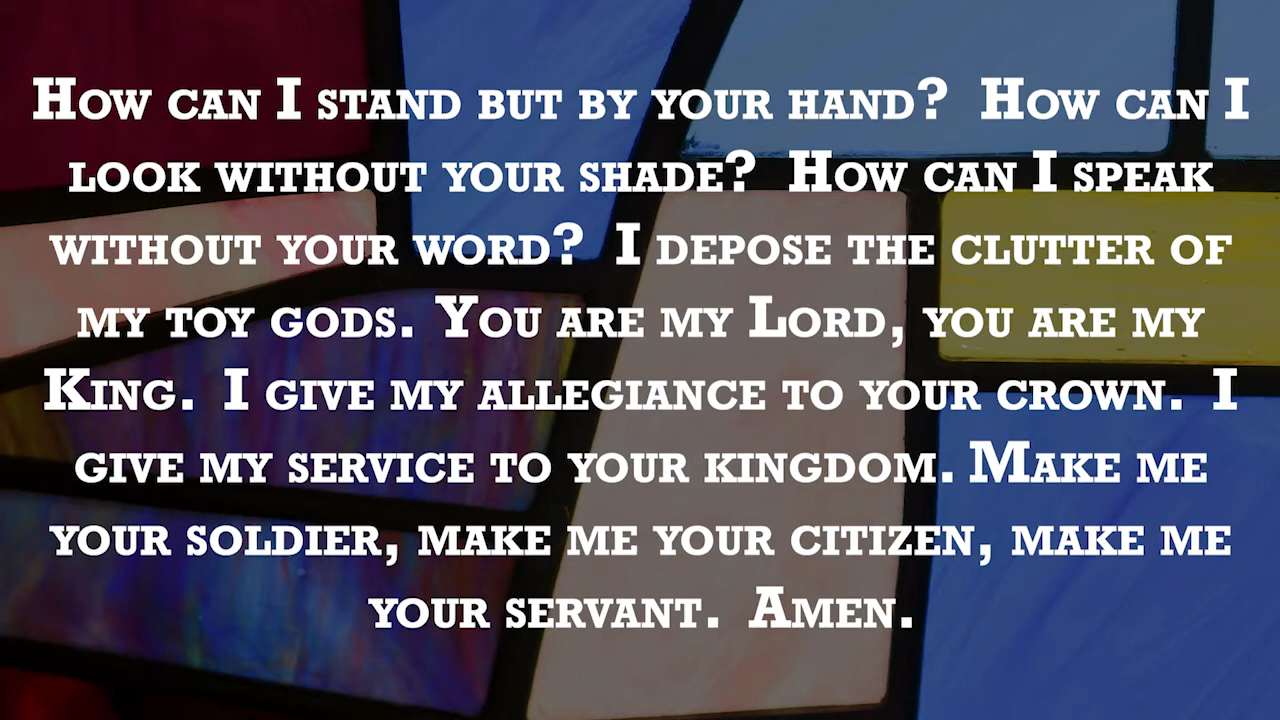 How can I stand but by your hand?  How can I
look without your shade?  How can I speak
without your word?  I depose the clutter of
my toy gods.  You are my Lord, you are my
King.  I give my allegiance to your crown.  I
give my service to your kingdom. Make me
your soldier, make me your citizen, make me
your servant.  Amen.